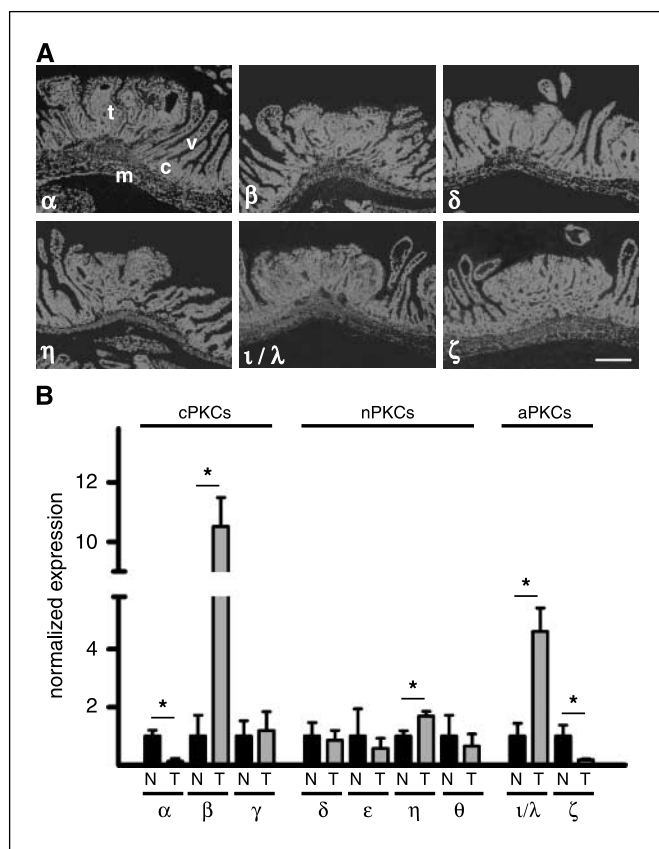 A
t
v
c
m
α
β
δ
η
ι / λ
ζ
B
cPKCs
nPKCs
aPKCs
normalized expression
12
10
4
2
*
*
*
*
*
N T N T N T N T N T N T N T N T N T
α β γ δ ε η θ ι/λ ζ